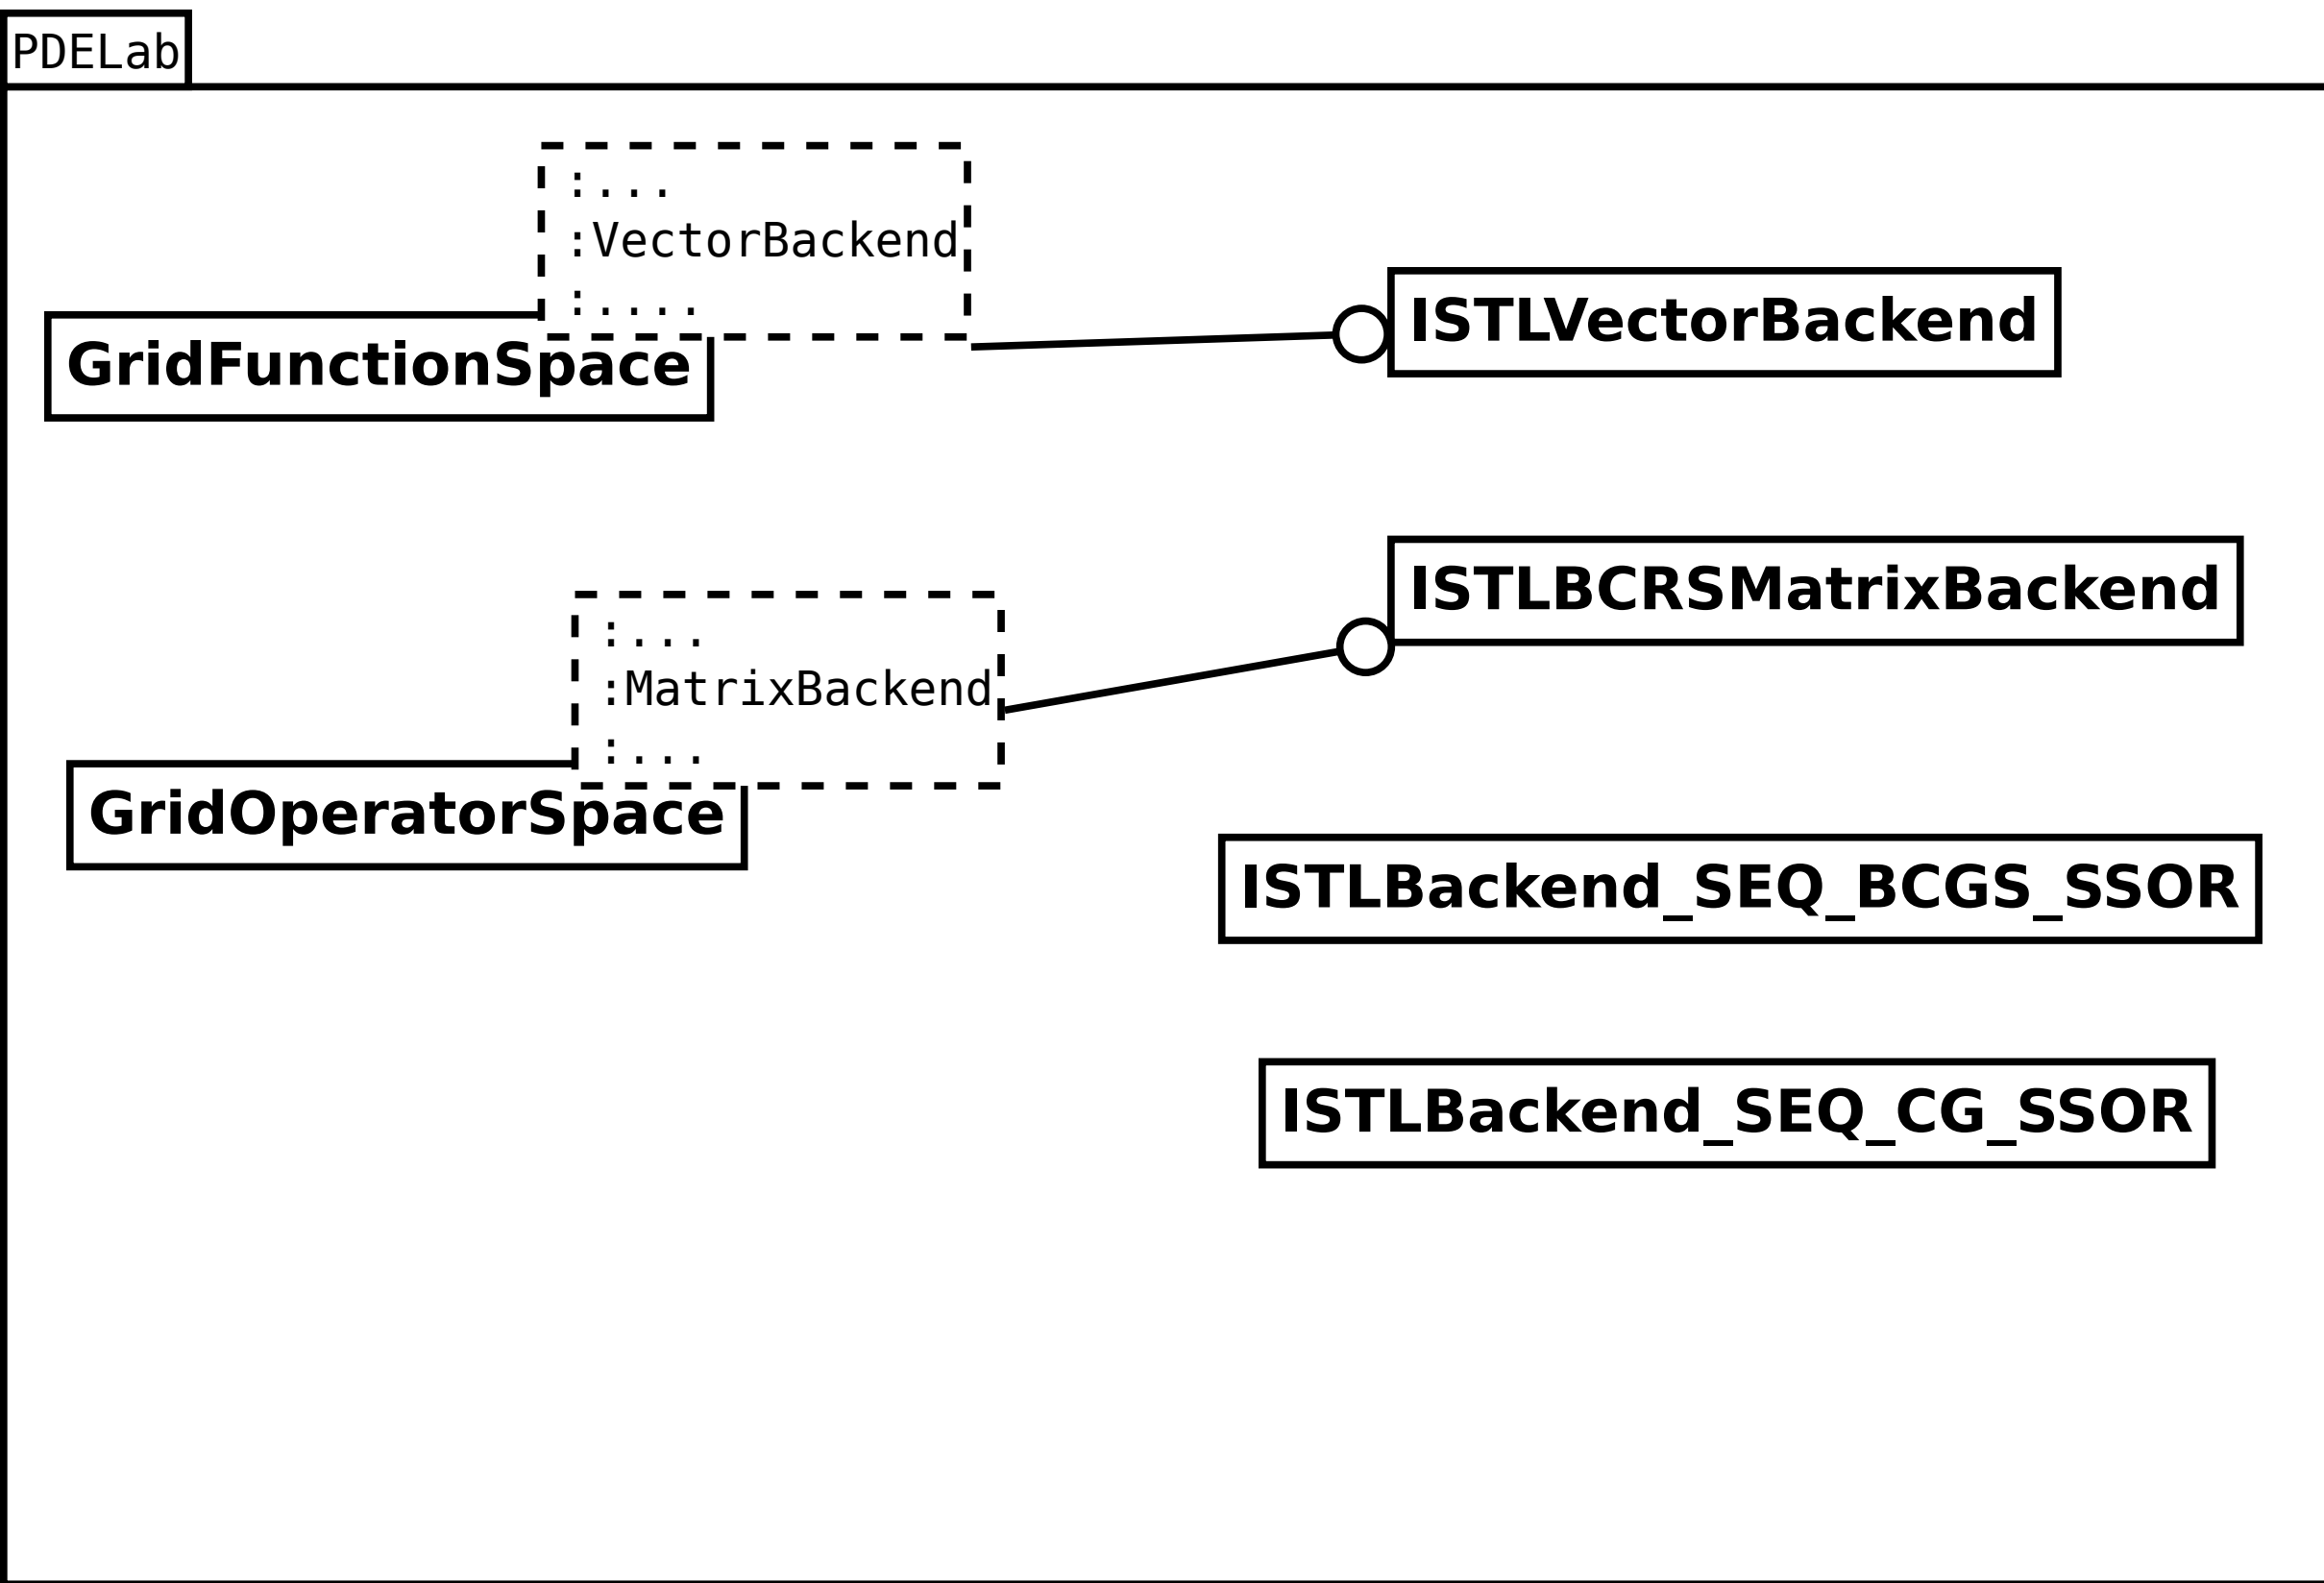 PDELab
:...
:VectorBackend
:....
GridFunctionSpace
ISTLVectorBackend
ISTLBCRSMatrixBackend
:...
:MatrixBackend
:...
GridOperatorSpace
ISTLBackend_SEQ_BCGS_SSOR
ISTLBackend_SEQ_CG_SSOR